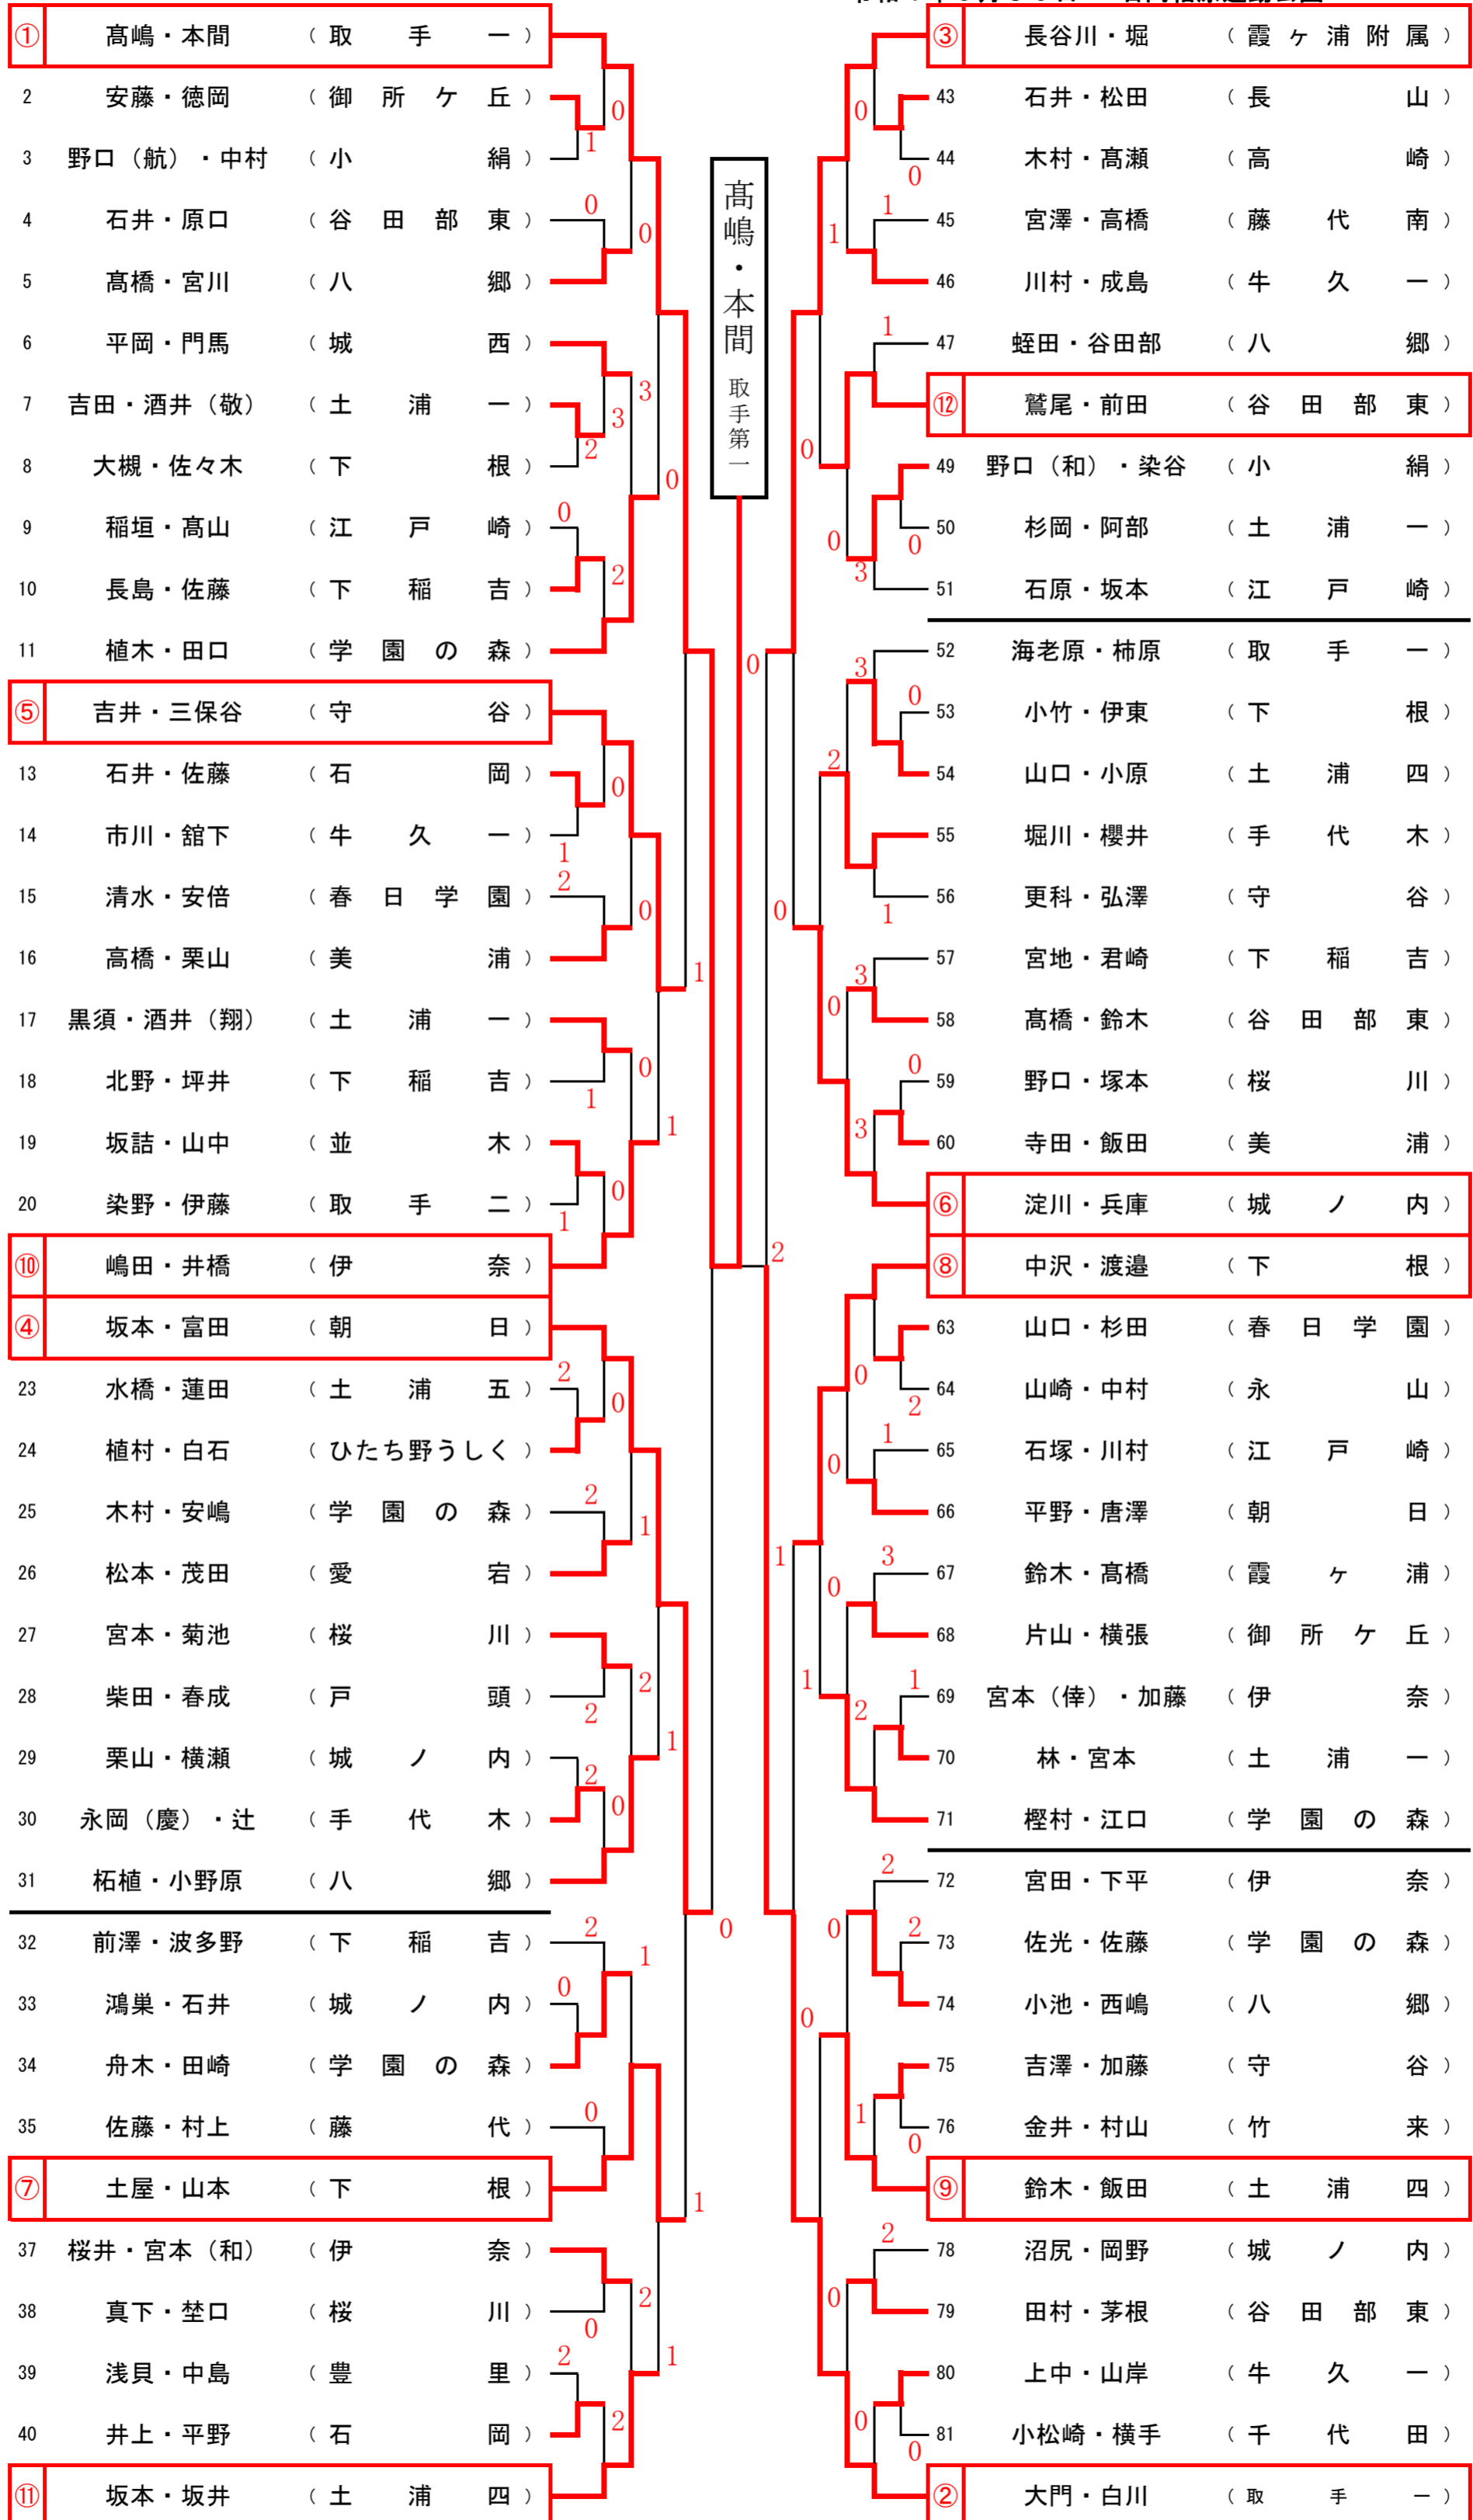 ① 髙嶋・本間 （取手一）
2 安藤・徳岡 （御所ケ丘）
3 野口（航）・中村 （小絹）
4 石井・原口 （谷田部東）
5 髙橋・宮川 （八郷）
6 平岡・門馬 （城西）
7 吉田・酒井（敬） （土浦一）
8 大槻・佐々木 （下根）
9 稲垣・髙山 （江戸崎）
10 長島・佐藤 （下稲吉）
11 植木・田口 （学園の森）
⑤ 吉井・三保谷 （守谷）
13 石井・佐藤 （石岡）
14 市川・舘下 （牛久一）
15 清水・安倍 （春日学園）
16 高橋・栗山 （美浦）
17 黒須・酒井（翔） （土浦一）
18 北野・坪井 （下稲吉）
19 坂詰・山中 （並木）
20 染野・伊藤 （取手二）
⑩ 嶋田・井橋 （伊奈）
④ 坂本・富田 （朝日）
23 水橋・蓮田 （土浦五）
24 植村・白石 （ひたち野うしく）
25 木村・安嶋 （学園の森）
26 松本・茂田 （愛宕）
27 宮本・菊池 （桜川）
28 柴田・春成 （戸頭）
29 栗山・横瀬 （城ノ内）
30 永岡（慶）・辻 （手代木）
31 柘植・小野原 （八郷）
32 前澤・波多野 （下稲吉）
33 鴻巣・石井 （城ノ内）
34 舟木・田崎 （学園の森）
35 佐藤・村上 （藤代）
⑦ 土屋・山本 （下根）
37 桜井・宮本（和） （伊奈）
38 真下・埜口 （桜川）
39 浅貝・中島 （豊里）
40 井上・平野 （石岡）
⑪ 坂本・坂井 （土浦四）
髙嶋・本間 取手第一
③ 長谷川・堀 （霞ヶ浦附属）
43 石井・松田 （長山）
44 木村・髙瀬 （高崎）
45 宮澤・高橋 （藤代南）
46 川村・成島 （牛久一）
47 蛭田・谷田部 （八郷）
⑫ 鷲尾・前田 （谷田部東）
49 野口（和）・染谷 （小絹）
50 杉岡・阿部 （土浦一）
51 石原・坂本 （江戸崎）
52 海老原・柿原 （取手一）
53 小竹・伊東 （下根）
54 山口・小原 （土浦四）
55 堀川・櫻井 （手代木）
56 更科・弘澤 （守谷）
57 宮地・君崎 （下稲吉）
58 髙橋・鈴木 （谷田部東）
59 野口・塚本 （桜川）
60 寺田・飯田 （美浦）
⑥ 淀川・兵庫 （城ノ内）
⑧ 中沢・渡邉 （下根）
63 山口・杉田 （春日学園）
64 山崎・中村 （永山）
65 石塚・川村 （江戸崎）
66 平野・唐澤 （朝日）
67 鈴木・髙橋 （霞ヶ浦）
68 片山・横張 （御所ケ丘）
69 宮本（倖）・加藤 （伊奈）
70 林・宮本 （土浦一）
71 樫村・江口 （学園の森）
72 宮田・下平 （伊奈）
73 佐光・佐藤 （学園の森）
74 小池・西嶋 （八郷）
75 吉澤・加藤 （守谷）
76 金井・村山 （竹来）
⑨ 鈴木・飯田 （土浦四）
78 沼尻・岡野 （城ノ内）
79 田村・茅根 （谷田部東）
80 上中・山岸 （牛久一）
81 小松崎・横手 （千代田）
② 大門・白川 （取手一）